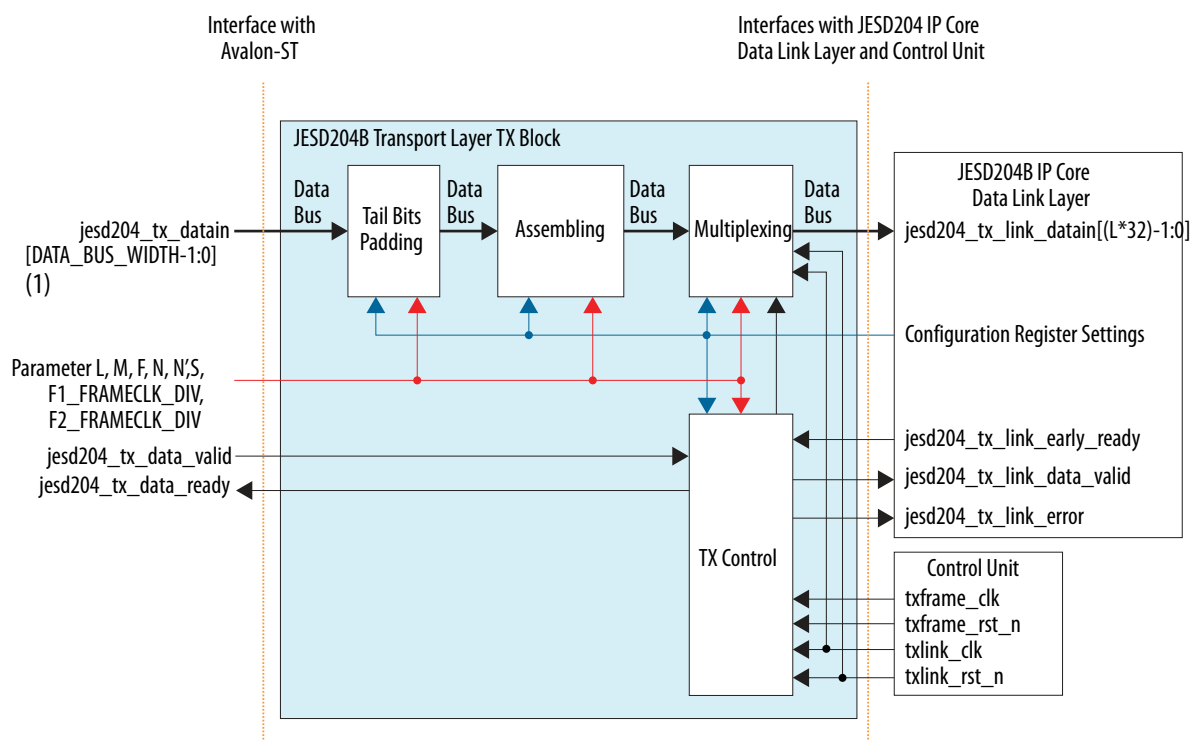 Interface with
Avalon-ST
Interfaces with JESD204 IP Core
Data Link Layer and Control Unit
JESD204B Transport Layer TX Block
Data
Bus
Tail Bits
Padding
Data
Bus
Assembling
Data
Bus
Multiplexing
Data
Bus
jesd204_tx_datain
[DATA_BUS_WIDTH-1:0]
(1)
JESD204B IP Core
Data Link Layer
jesd204_tx_link_datain[(L*32)-1:0]
Configuration Register Settings
Parameter L, M, F, N, N',S,
F1_FRAMECLK_DIV,
F2_FRAMECLK_DIV
jesd204_tx_data_valid
jesd204_tx_data_ready
jesd204_tx_link_early_ready
jesd204_tx_link_data_valid
jesd204_tx_link_error
TX Control
Control Unit
txframe_clk
txframe_rst_n
txlink_clk
txlink_rst_n